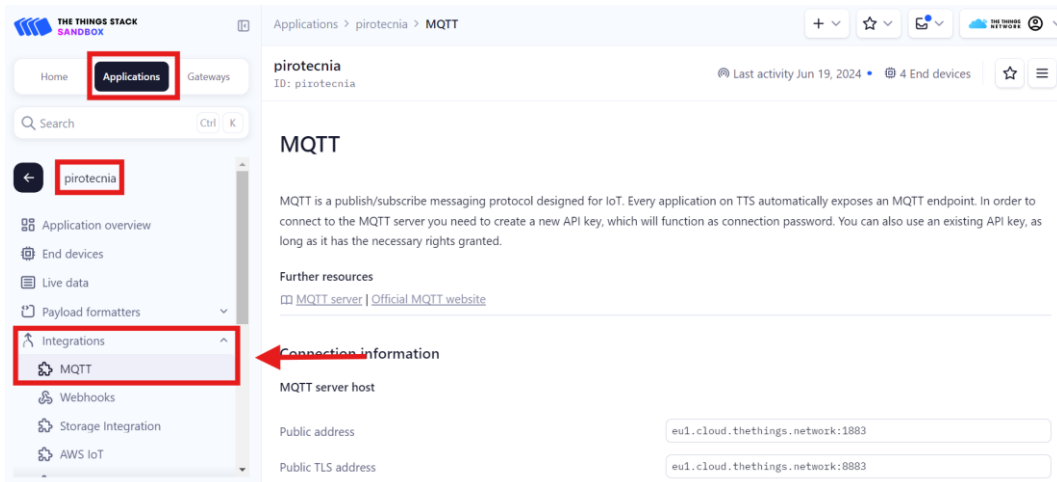 THE THINGS STACK
SANDBOX
Home
Applications
Gateways
Search
Ctrl
K
pirotecnia
Application overview
End devices
Live data
Payload formatters
Integrations
MQTT
Webhooks
Storage Integration
AWS IoT
Applications > pirotecnia > MQTT
THE THINGS
NETWORK
pirotecnia
ID: pirotecnia
Last activity Jun 19, 2024 • 4 End devices
MQTT
MQTT is a publish/subscribe messaging protocol designed for IoT. Every application on TTS automatically exposes an MQTT endpoint. In order to
connect to the MQTT server you need to create a new API key, which will function as connection password. You can also use an existing API key, as
long as it has the necessary rights granted.
Further resources
MQTT server | Official MQTT website
Connection information
MQTT server host
Public address
eu1.cloud.thethings.network:1883
Public TLS address
eu1.cloud.thethings.network:8883